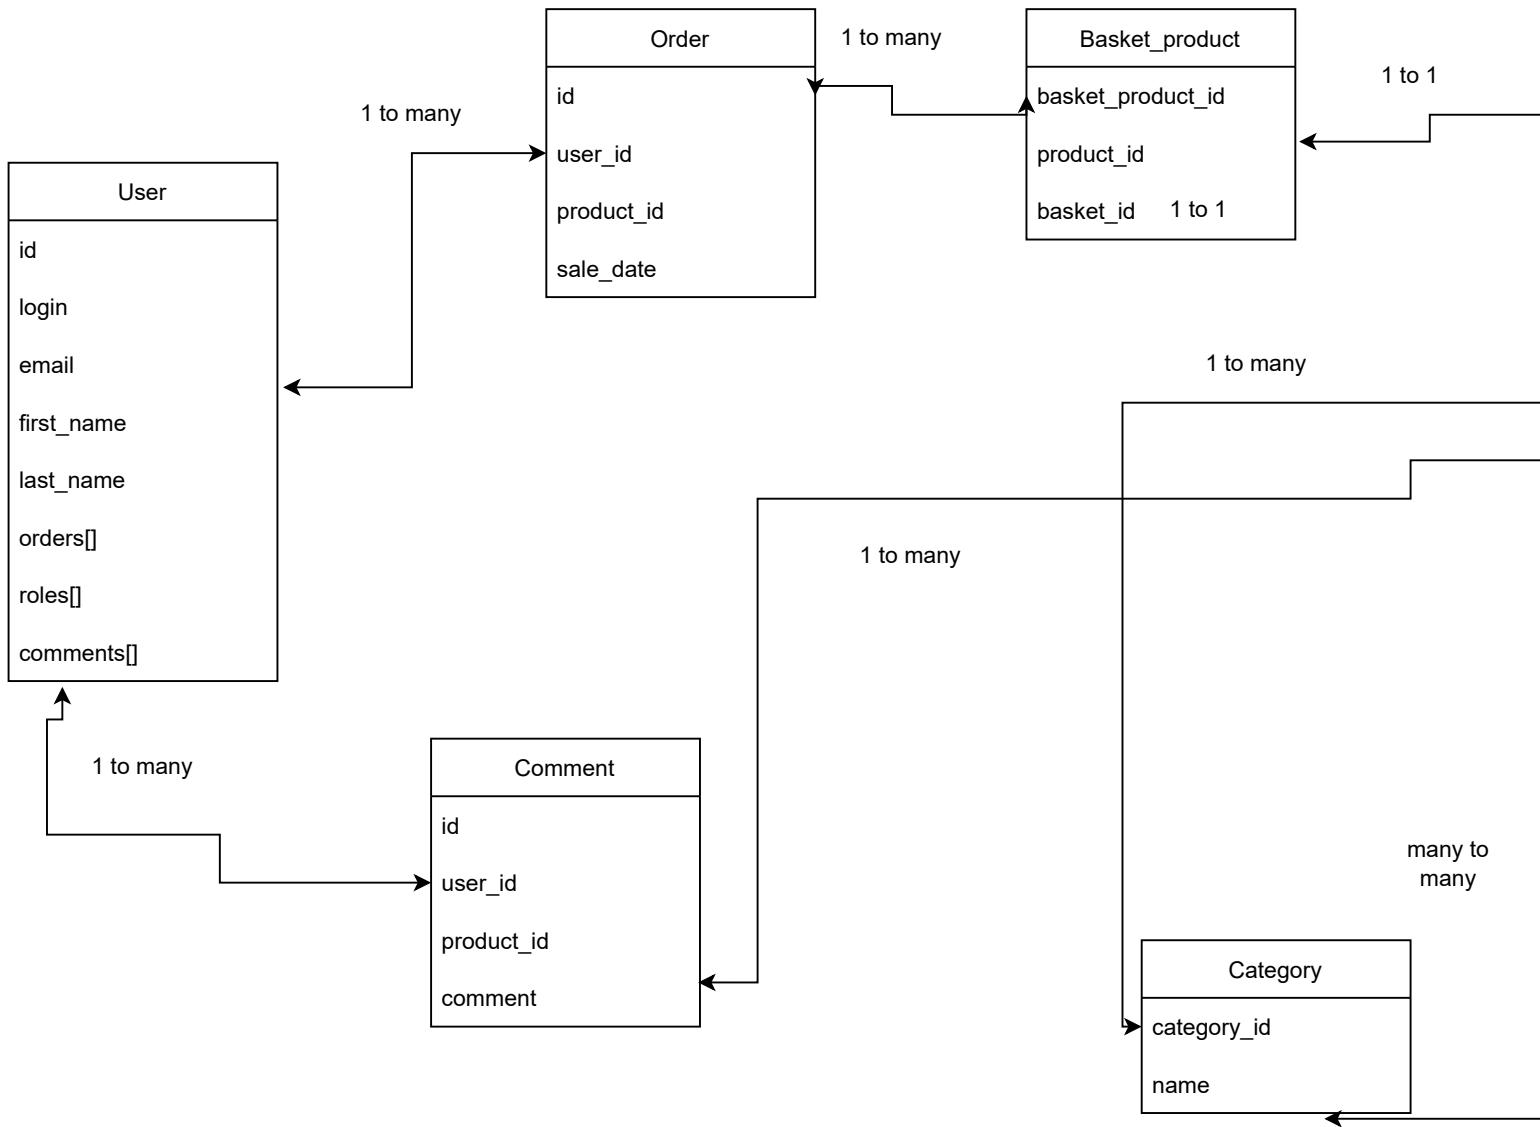 Order
id
user_id
product_id
sale_date
1 to many
Basket_product
basket_product_id
product_id
basket_id
1 to 1
1 to 1
1 to many
User
id
login
email
first_name
last_name
orders[]
roles[]
comments[]
1 to many
1 to many
1 to many
Comment
id
user_id
product_id
comment
many to
many
Category
category_id
name